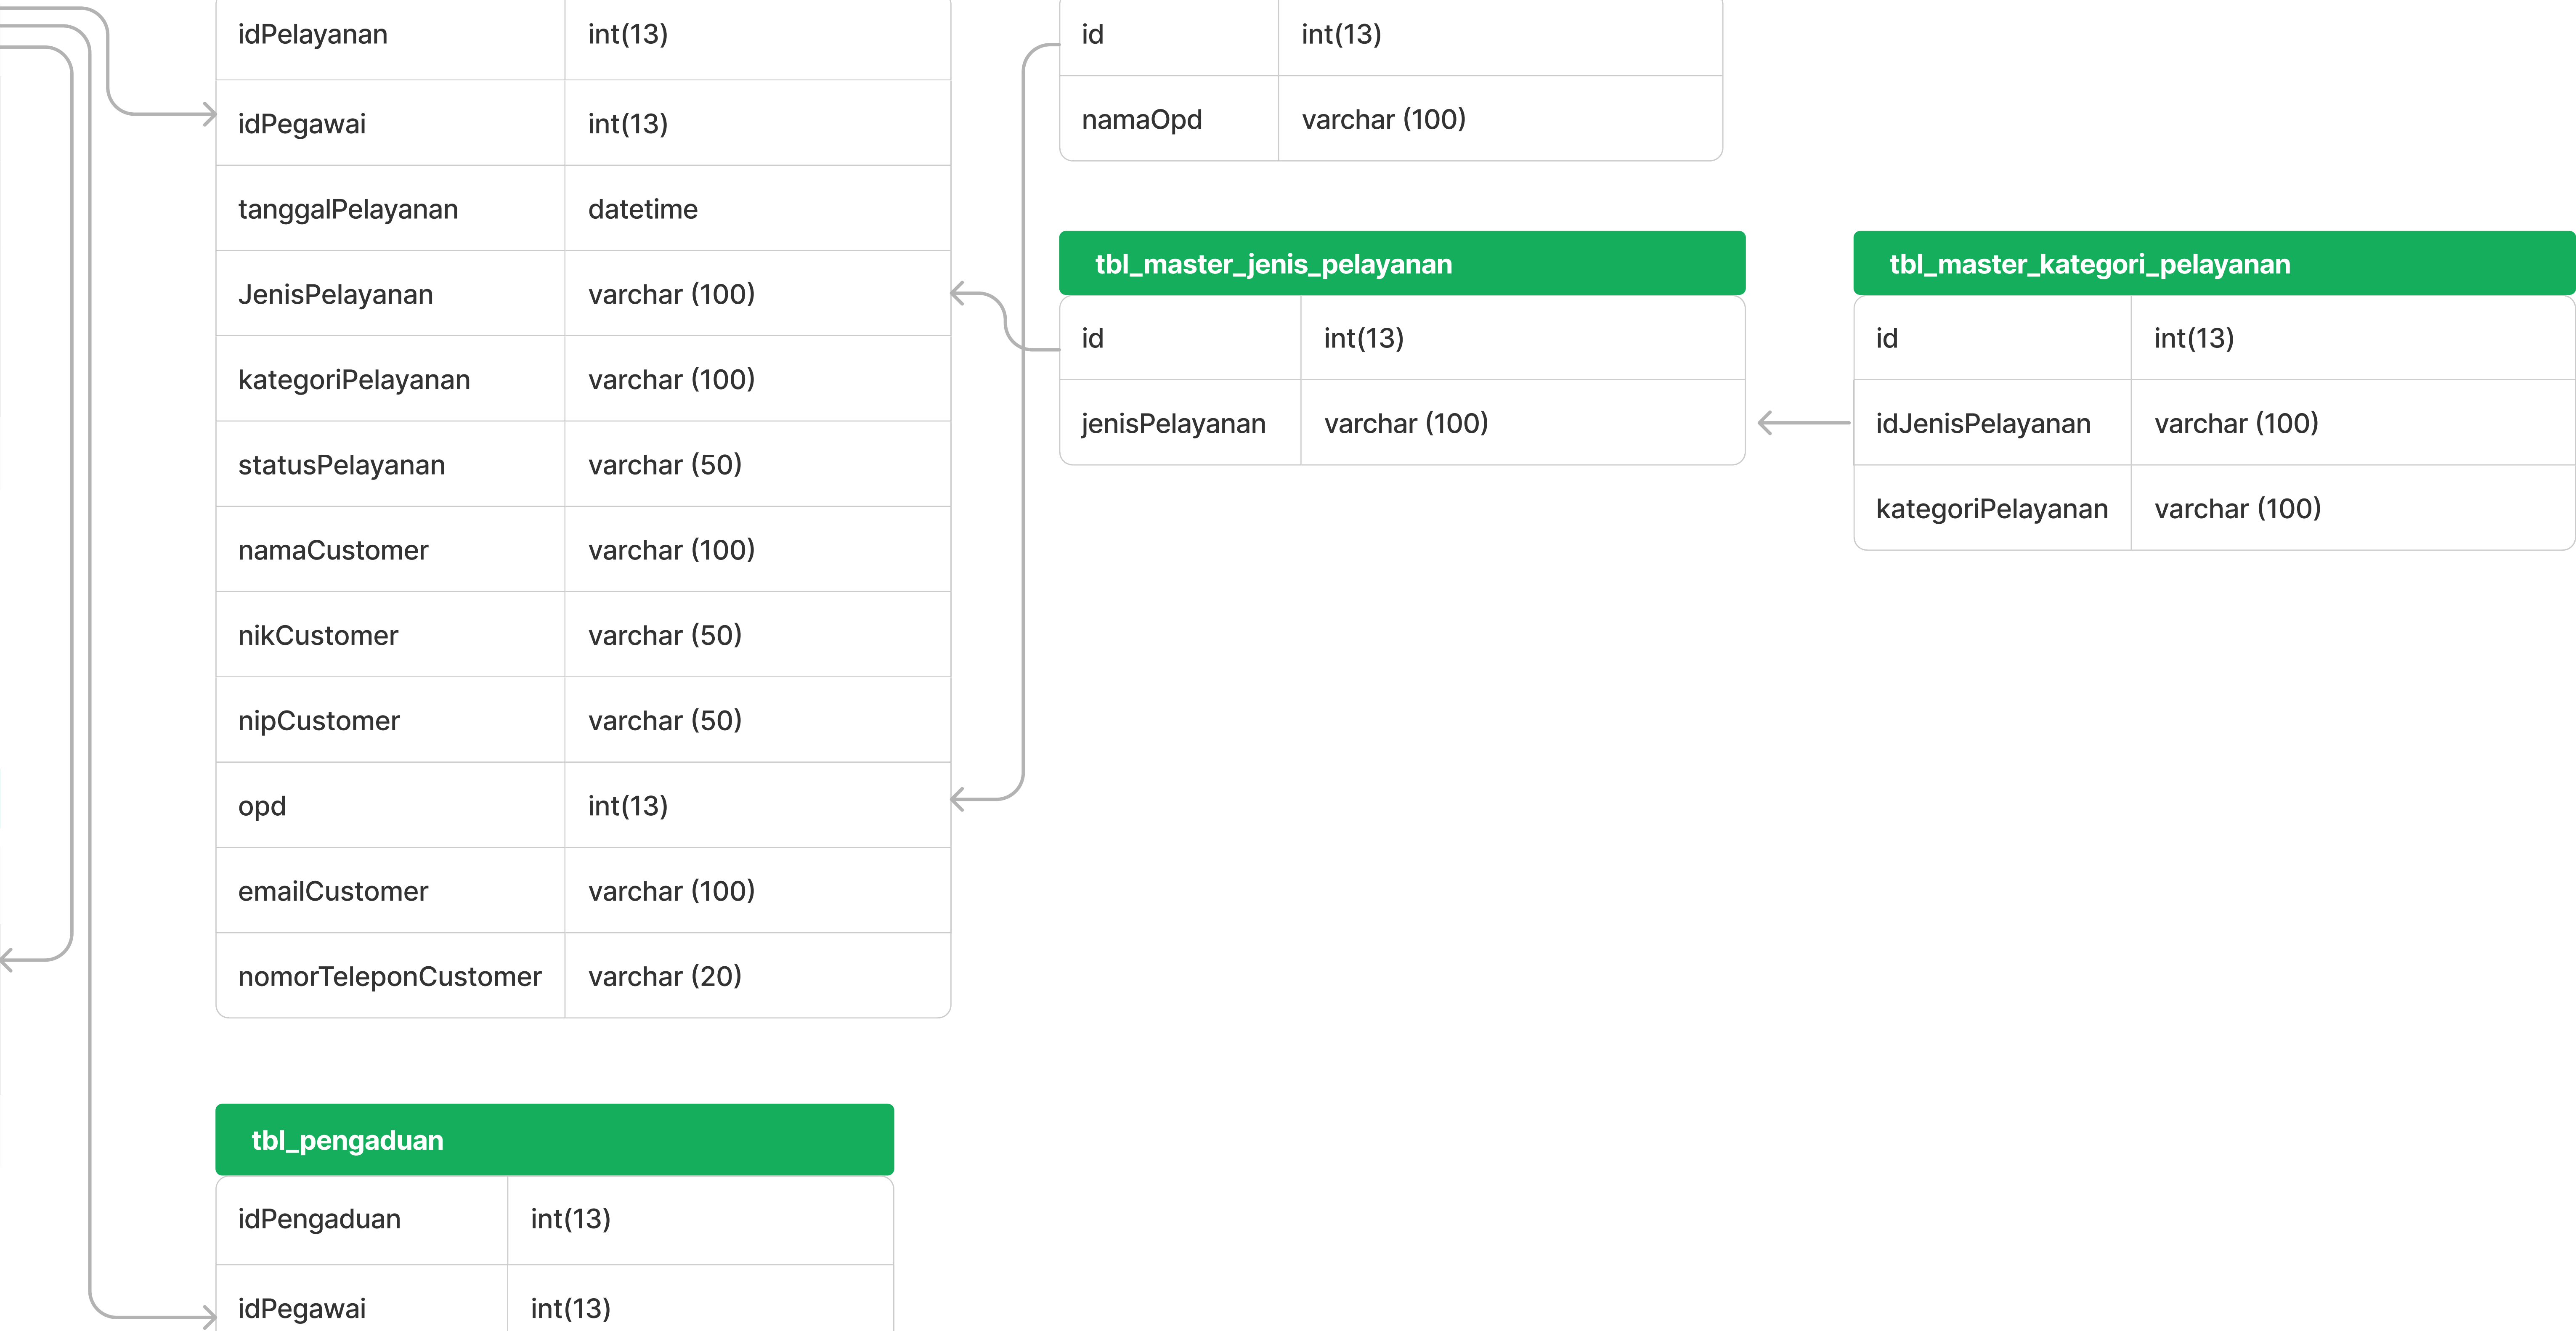 idPelayanan int(13)
idPegawai int(13)
tanggalPelayanan datetime
JenisPelayanan varchar (100)
kategoriPelayanan varchar (100)
statusPelayanan varchar (50)
namaCustomer varchar (100)
nikCustomer varchar (50)
nipCustomer varchar (50)
opd int(13)
emailCustomer varchar (100)
nomorTeleponCustomer varchar (20)
id int(13)
namaOpd varchar (100)
tbl_master_jenis_pelayanan
id int(13)
jenisPelayanan varchar (100)
tbl_master_kategori_pelayanan
id int(13)
idJenisPelayanan varchar (100)
kategoriPelayanan varchar (100)
tbl_pengaduan
idPengaduan int(13)
idPegawai int(13)